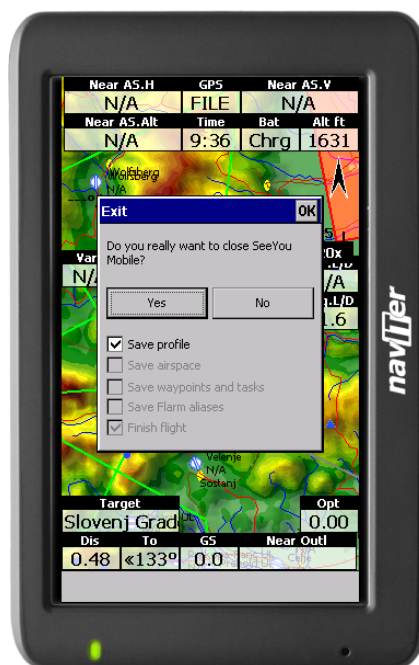 Near AS.H GPS Near AS.V
N/A FILE N/A
Near AS.Alt Time Bat Alt ft
N/A 9:36 Chrg 1631
Wolfsberg
N/A
Exit OK
Do you really want to close SeeYou
Mobile?
Yes No
Save profile
Save airspace
Save waypoints and tasks
Save Flarm aliases
Finish flight
Velenje
N/A
Sostanj
Target Opt
Slovenj Grad 0.00
Dis To GS Near Outl
0.48 «133° 0.0
naviter